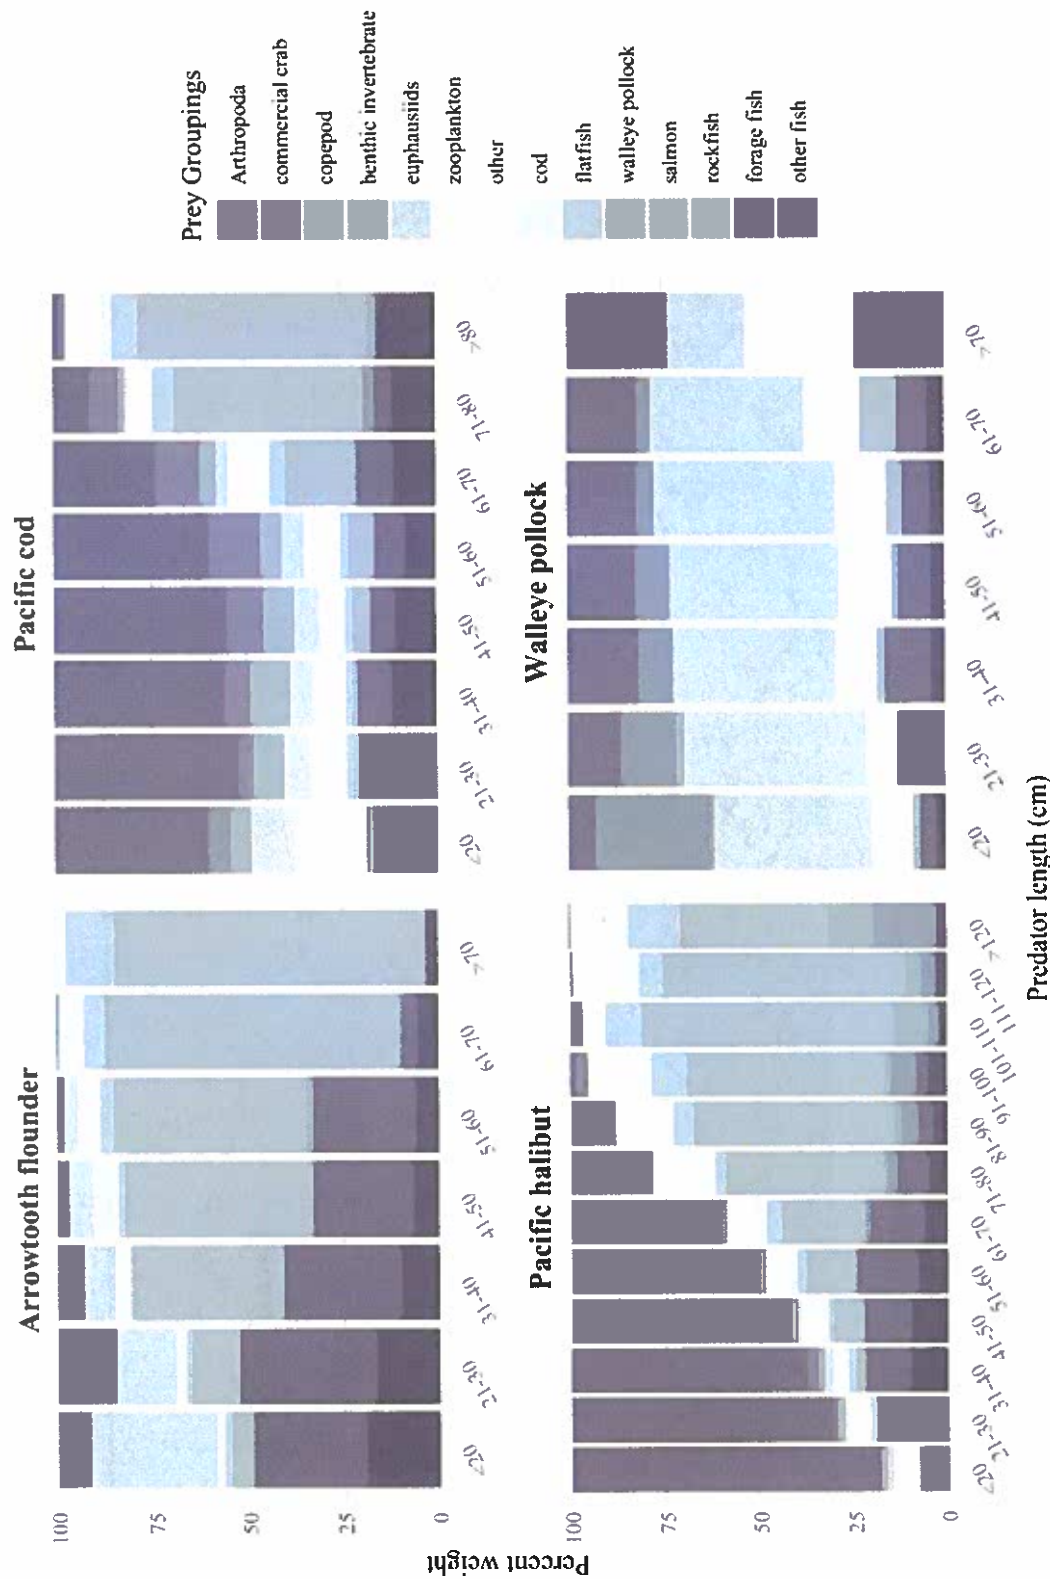 Arrowtooth flounder
Pacific cod
Percent weight
100
75
50
25
0
<20
21-30
31-40
41-50
51-60
61-70
>70
<20
21-30
31-40
41-50
51-60
61-70
71-80
>80
Pacific halibut
Walleye pollock
100
75
50
25
0
<20
21-30
31-40
41-50
51-60
61-70
71-80
81-90
91-100
101-110
111-120
>120
<20
21-30
31-40
41-50
51-60
61-70
>70
Predator length (cm)
Prey Groupings
Arthropoda
commercial crab
copepod
benthic invertebrate
euphausiids
zooplankton
other
cod
flatfish
walleye pollock
salmon
rockfish
forage fish
other fish